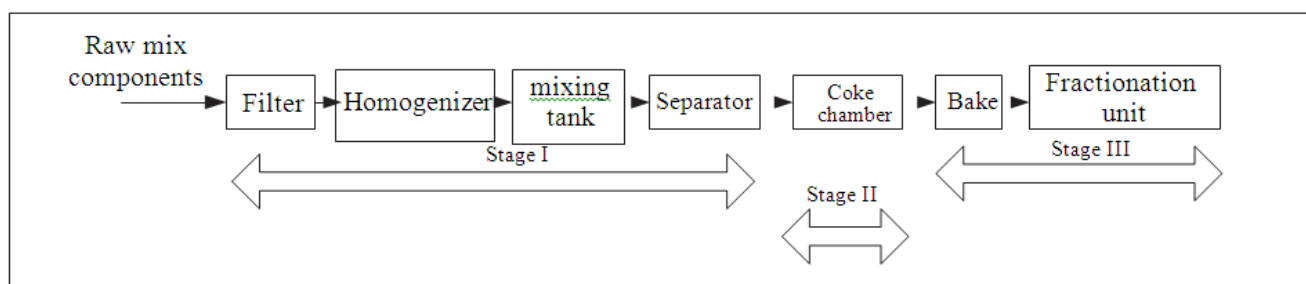 Raw mix
components
Filter
Homogenizer
mixing
tank
Separator
Coke
chamber
Bake
Fractionation
unit
Stage I
Stage II
Stage III